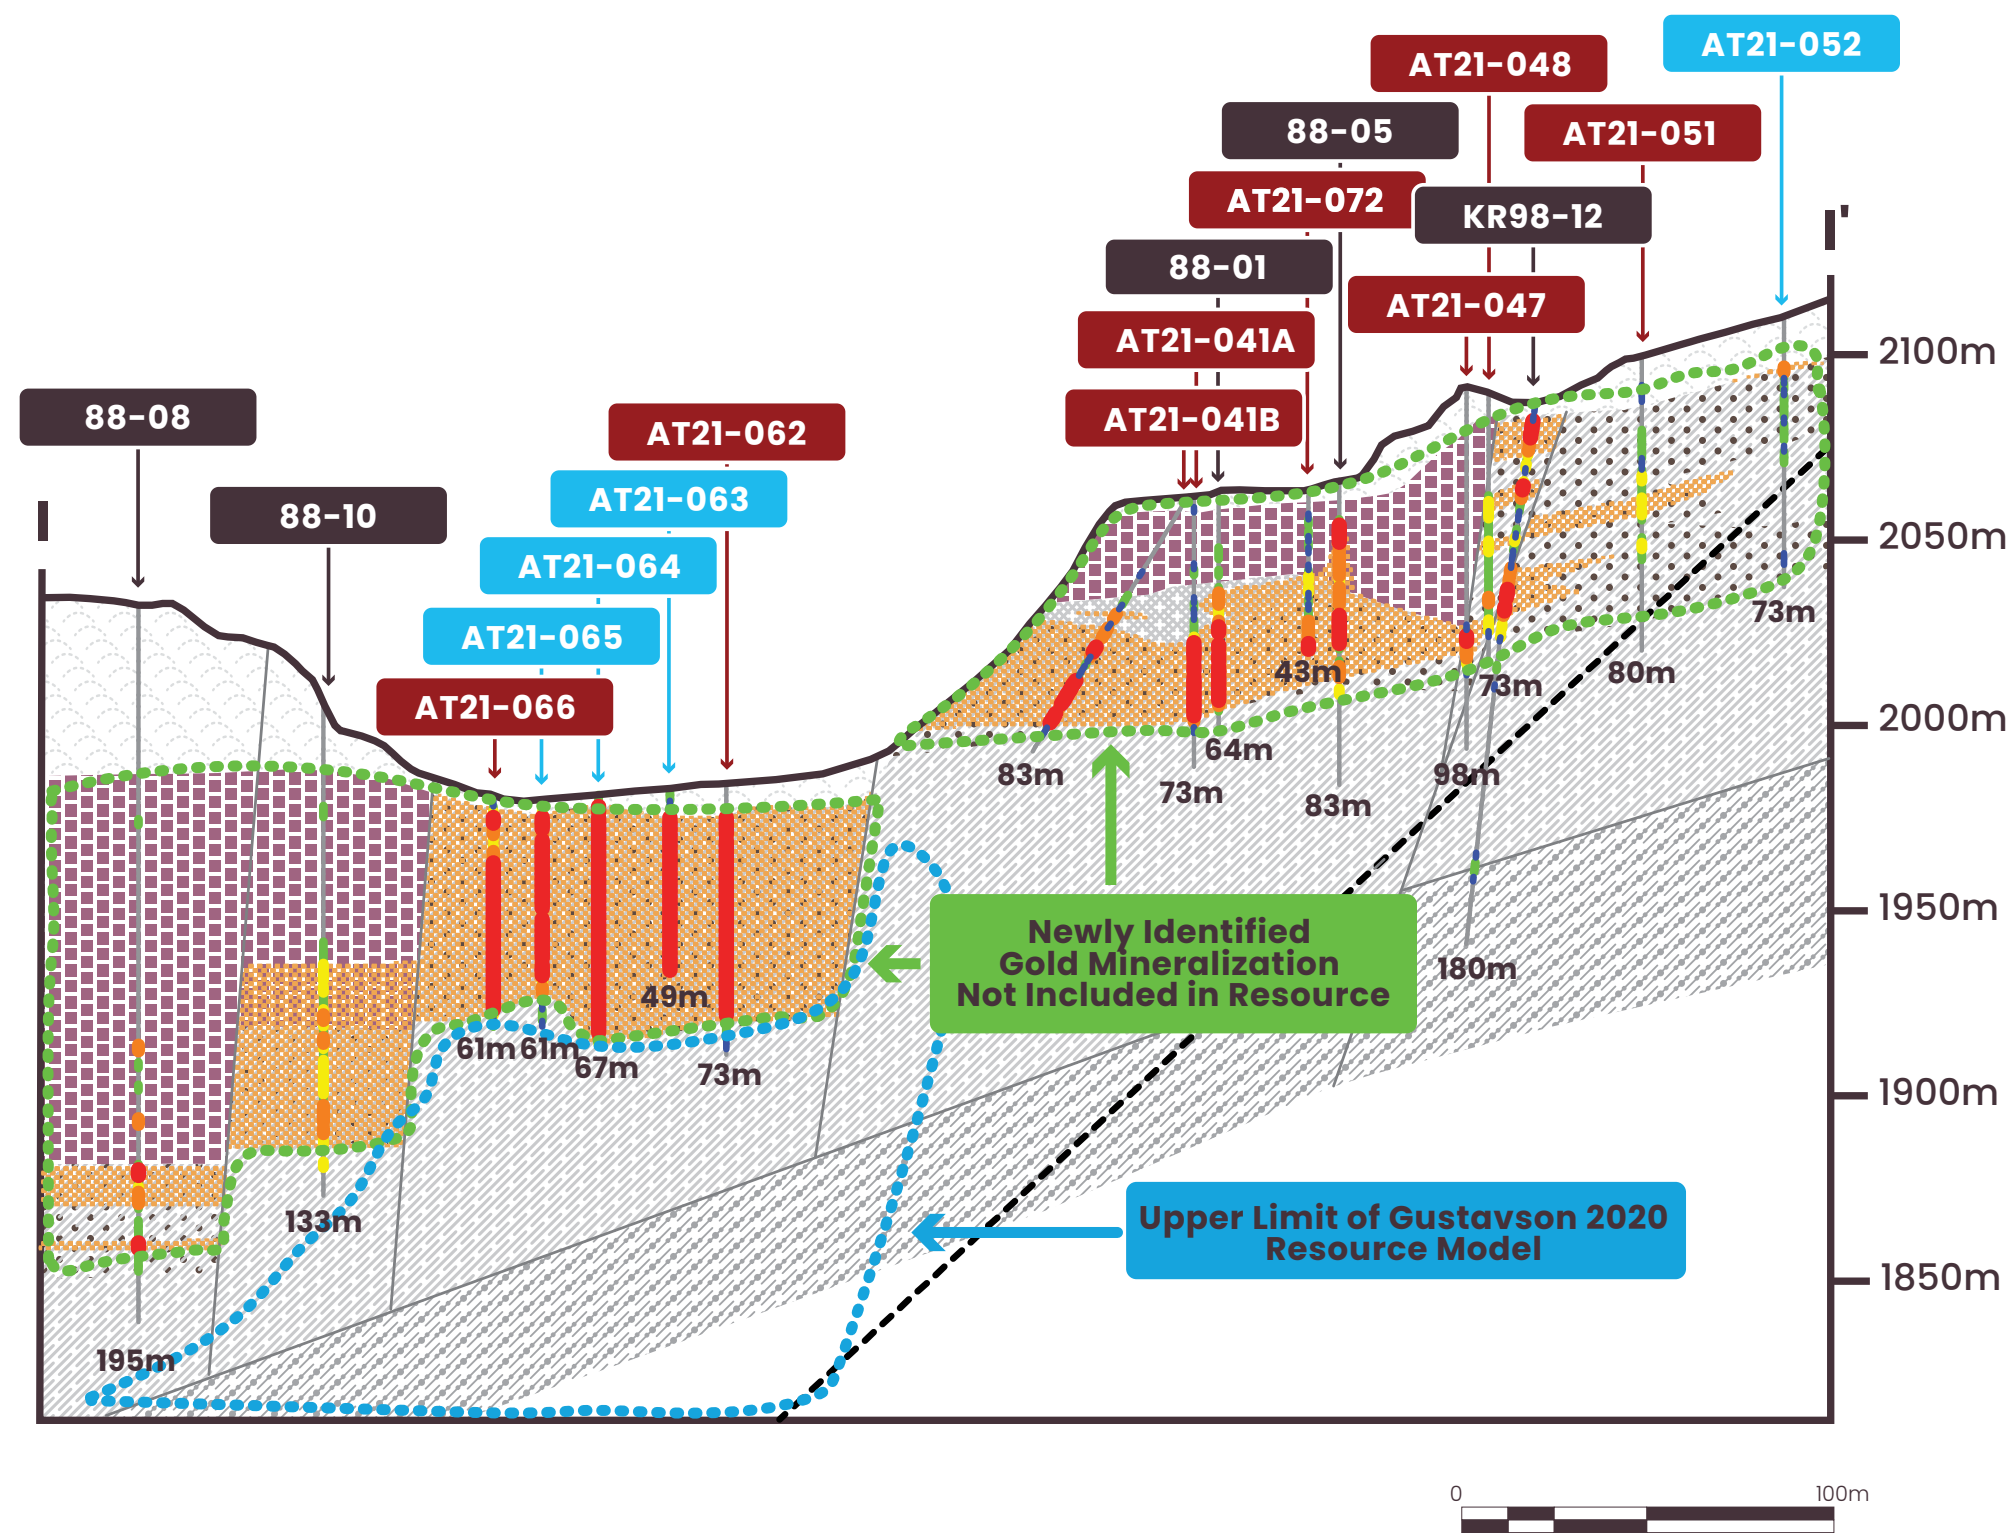 AT21-052
AT21-048
AT21-051
88-05
AT21-072
KR98-12
I'
88-01
AT21-047
AT21-041A
2100m
88-08
AT21-041B
AT21-062
AT21-063
88-10
I
2050m
AT21-064
73m
AT21-065
43m
80m
73m
AT21-066
2000m
64m
83m
98m
73m
83m
1950m
Newly Identified
Gold Mineralization
Not Included in Resource
180m
49m
61m
61m
67m
73m
1900m
133m
Upper Limit of Gustavson 2020
Resource Model
1850m
195m
0
100m